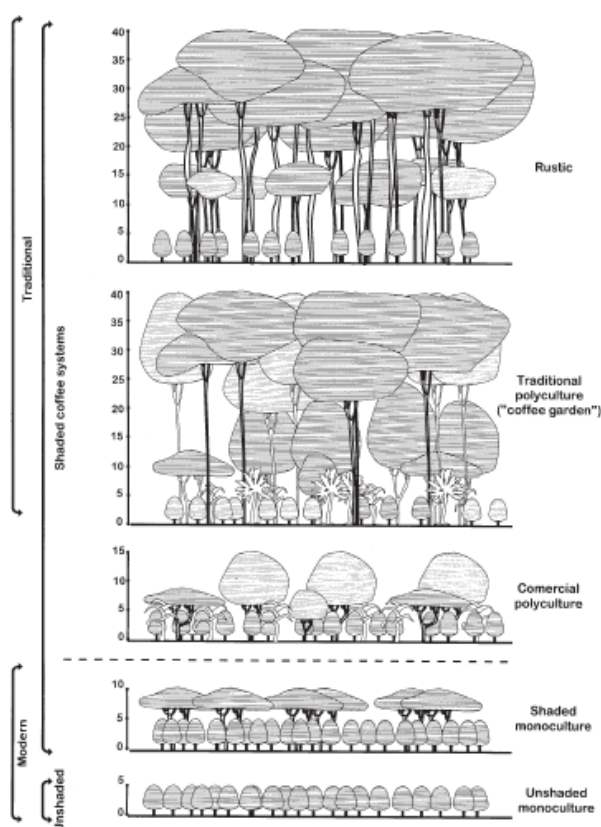 Traditional
Shaded coffee systems
40
35
30
25
20
15
10
5
0
Rustic
40
35
30
25
20
15
10
5
0
Traditional
polyculture
("coffee garden")
15
10
5
0
Comercial
polyculture
Modern
10
5
0
Shaded
monoculture
Unshaded
5
0
Unshaded
monoculture